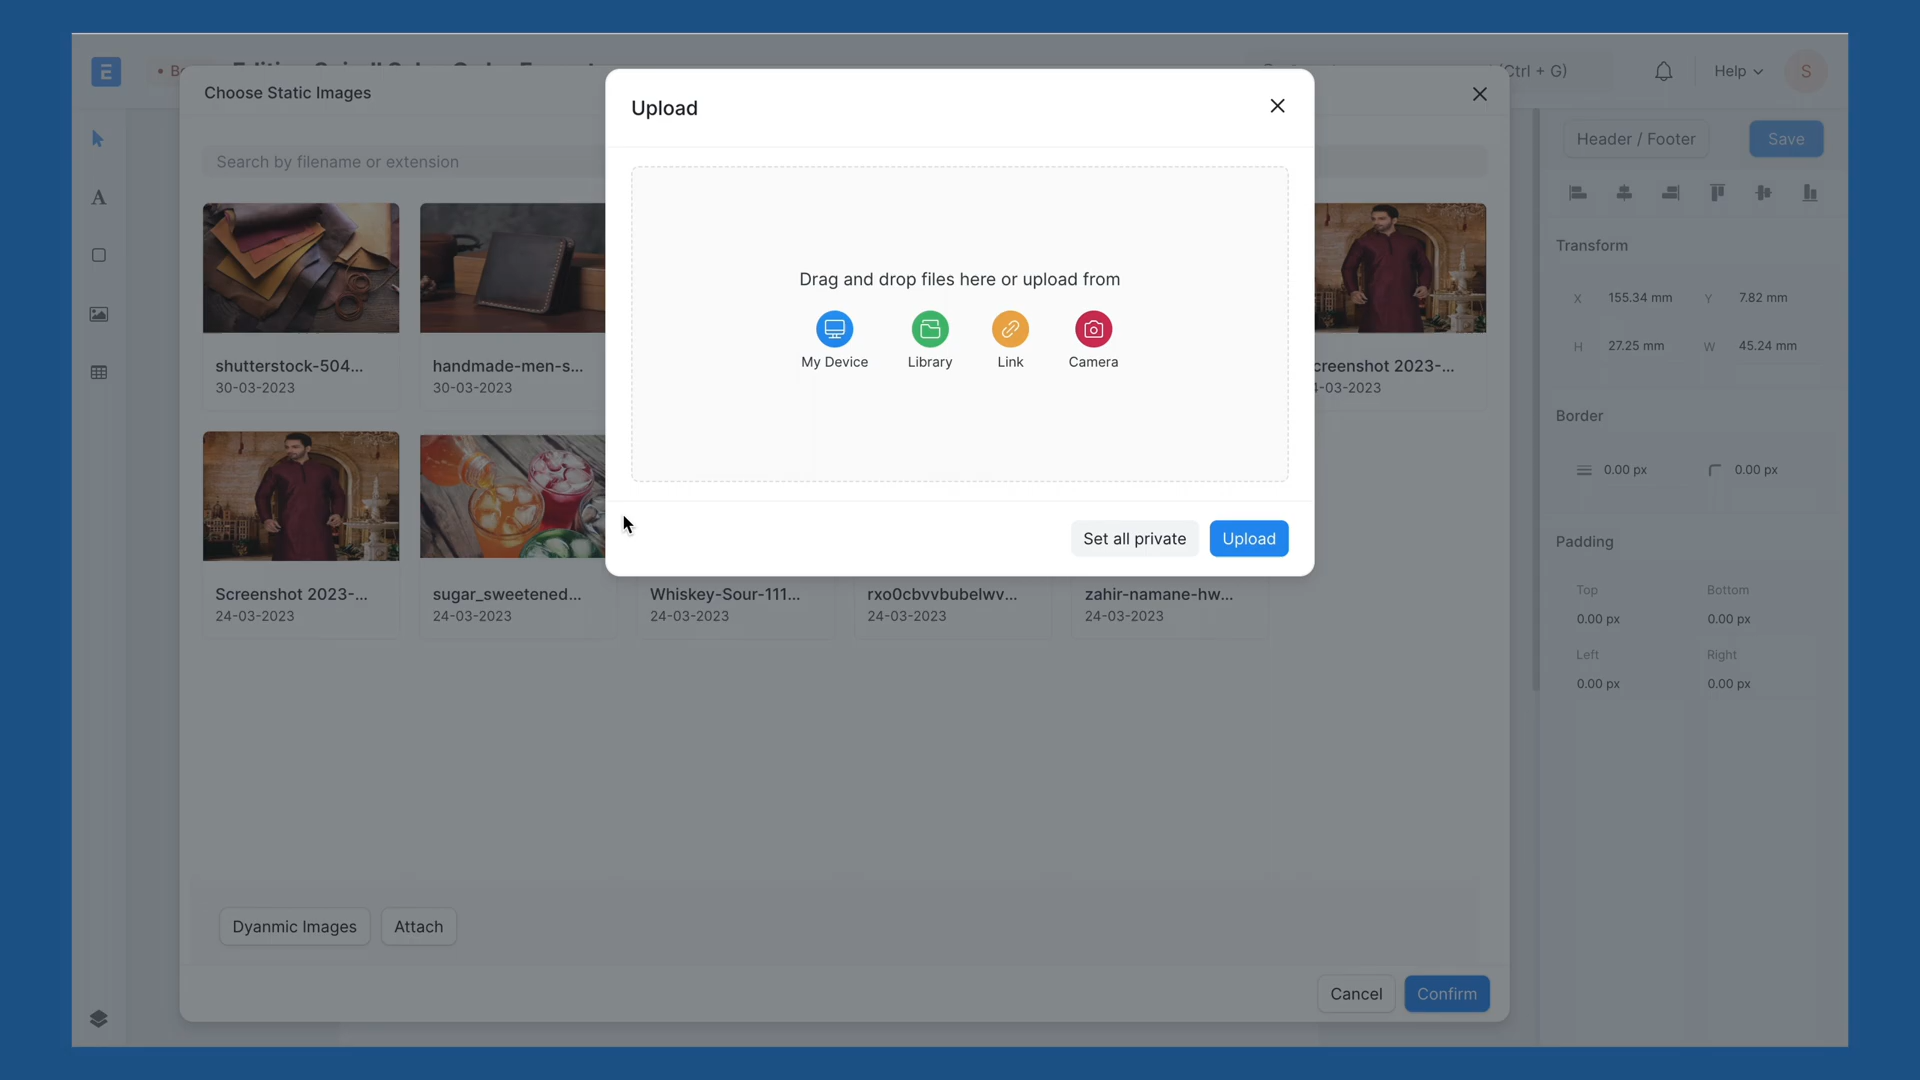 E
Choose Static Images
Ctrl + G)
Help
S
Search by filename or extension
Header / Footer
Save
Upload
Drag and drop files here or upload from
My Device
Library
Link
Camera
Set all private
Upload
shutterstock-504...
30-03-2023
handmade-men-s...
30-03-2023
creenshot 2023-...
-03-2023
Screenshot 2023-...
24-03-2023
sugar_sweetened...
24-03-2023
Whiskey-Sour-111...
24-03-2023
rxo0cbvvbubelwv...
24-03-2023
zahir-namane-hw...
24-03-2023
Dyanmic Images
Attach
Cancel
Confirm
Transform
X 155.34 mm Y 7.82 mm
H 27.25 mm W 45.24 mm
Border
0.00 px 0.00 px
Padding
Top Bottom
0.00 px 0.00 px
Left Right
0.00 px 0.00 px